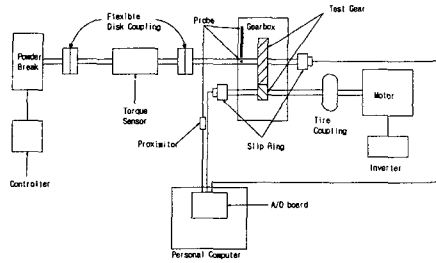 Flexible
Disk Coupling
Probe
Gearbox
Test Gear
Powder
Break
Torque
Sensor
Motor
Tire
Coupling
Slip Ring
Proximitor
Inverter
Controller
A/D board
Personal Computer